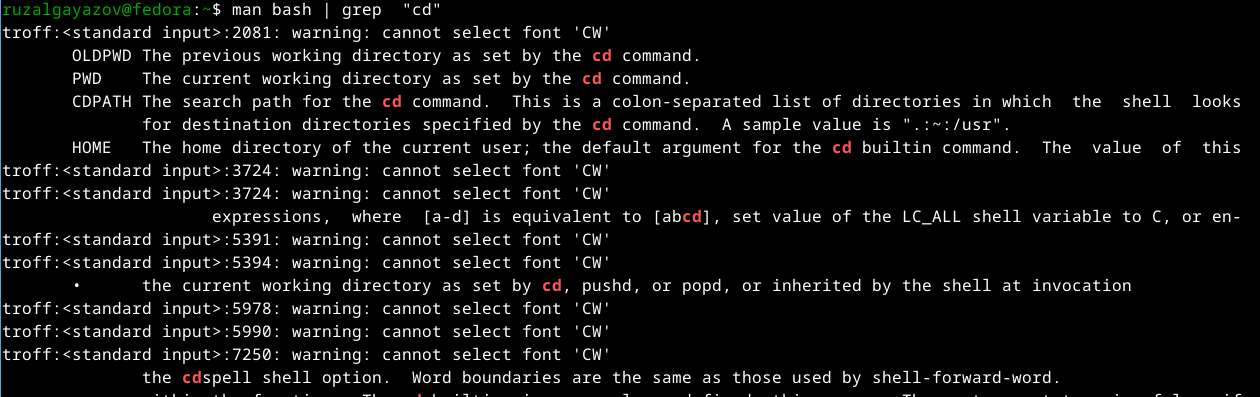 ruzalgayazov@fedora:~$ man bash | grep  "cd"
troff:<standard input>:2081: warning: cannot select font 'CW'
       OLDPWD The previous working directory as set by the cd command.
       PWD    The current working directory as set by the cd command.
       CDPATH The search path for the cd command.  This is a colon-separated list of directories in which  the  shell  looks
              for destination directories specified by the cd command.  A sample value is ".:~:/usr".
       HOME   The home directory of the current user; the default argument for the cd builtin command.  The  value  of  this
troff:<standard input>:3724: warning: cannot select font 'CW'
troff:<standard input>:3724: warning: cannot select font 'CW'
                     expressions,  where  [a-d] is equivalent to [abcd], set value of the LC_ALL shell variable to C, or en-
troff:<standard input>:5391: warning: cannot select font 'CW'
troff:<standard input>:5394: warning: cannot select font 'CW'
       •      the current working directory as set by cd, pushd, or popd, or inherited by the shell at invocation
troff:<standard input>:5978: warning: cannot select font 'CW'
troff:<standard input>:5990: warning: cannot select font 'CW'
troff:<standard input>:7250: warning: cannot select font 'CW'
              the cdspell shell option.  Word boundaries are the same as those used by shell-forward-word.